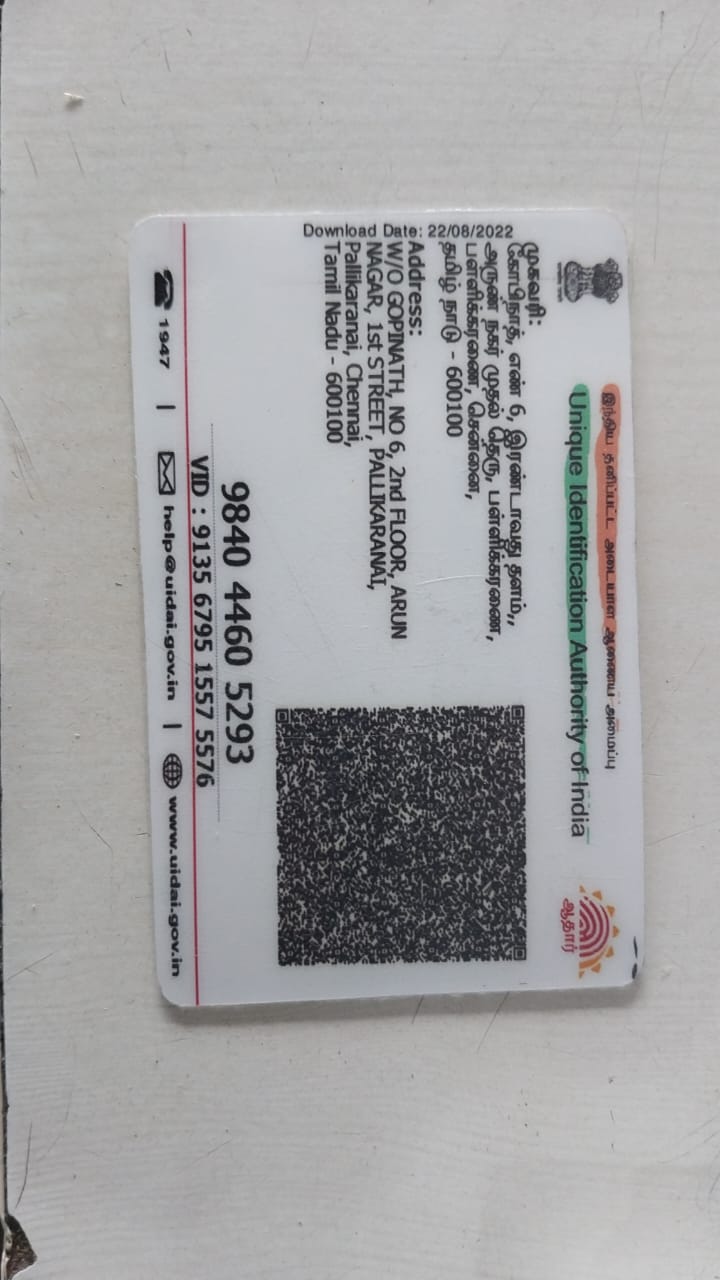 இந்திய தனிப்பட்ட அடையாள ஆணைய அமைப்பு
Unique Identification Authority of India
ஆதார்
Download Date: 22/08/2022
முகவரி:
கோபிநாத், எண் 6, இரண்டாவது தளம்,,
அருண் நகர் முதல் தெரு, பள்ளிக்கரணை,
பள்ளிக்கரணை, சென்னை,
தமிழ் நாடு - 600100
Address:
W/O GOPINATH, NO 6, 2nd FLOOR, ARUN
NAGAR, 1st STREET, PALLIKARANAI,
Pallikaranai, Chennai,
Tamil Nadu - 600100
9840 4460 5293
VID : 9135 6795 1557 5576
1947 | help@uidai.gov.in | www.uidai.gov.in